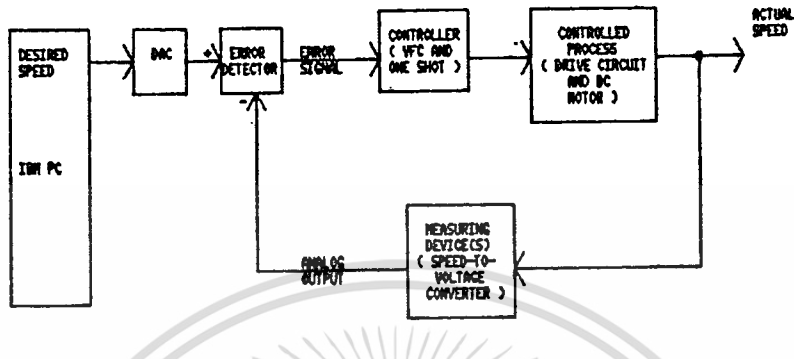 DESIRED
SPEED
IBM PC
DAC
+
ERROR
DETECTOR
-
ERROR
SIGNAL
CONTROLLER
( VFC AND
ONE SHOT )
-
CONTROLLED
PROCESS
( DRIVE CIRCUIT
AND DC
MOTOR )
ACTUAL
SPEED
MEASURING
DEVICE(S)
( SPEED-TO-
VOLTAGE
CONVERTER )
ANALOG
OUTPUT